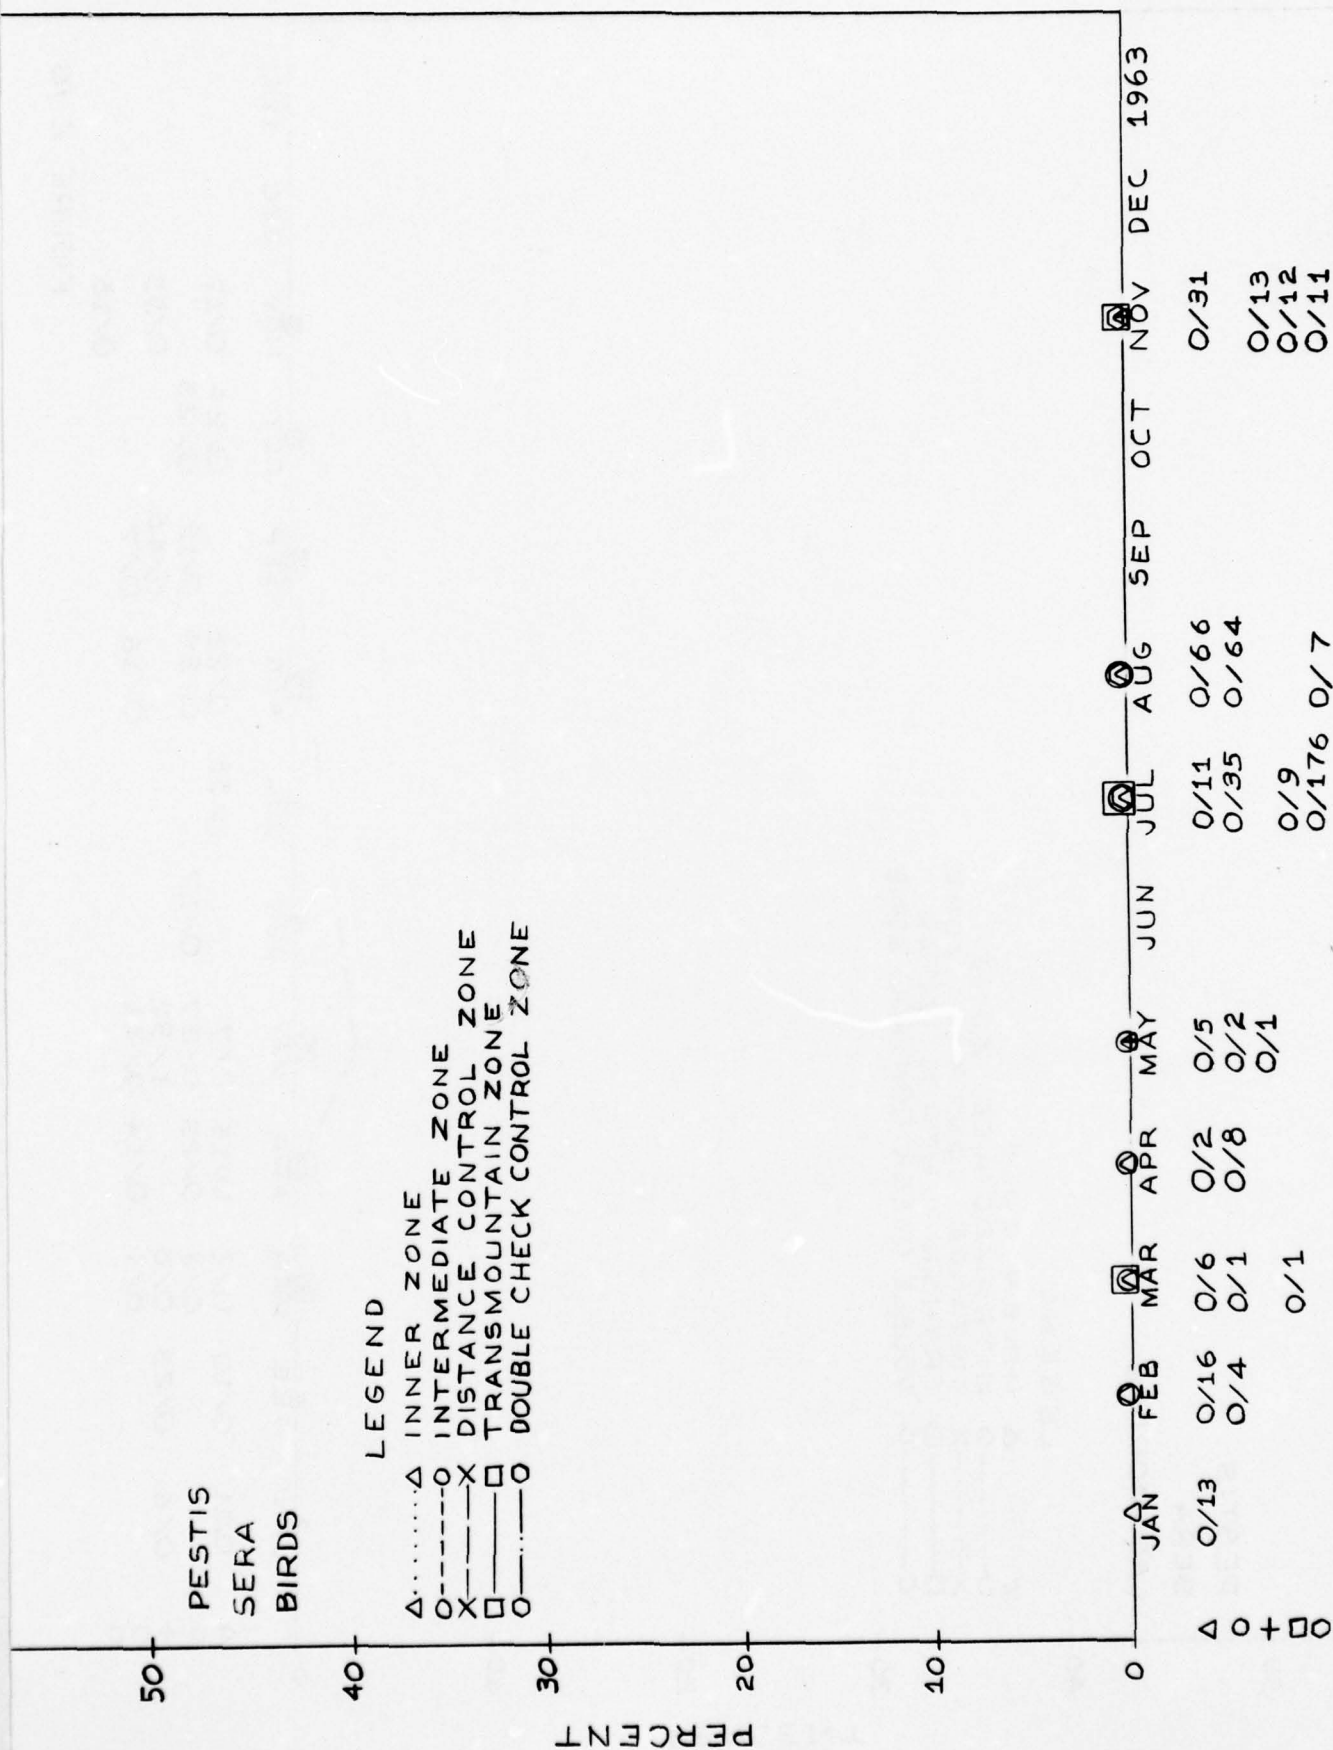 PESTIS
SERA
BIRDS
LEGEND
Δ········Δ INNER ZONE
O------O INTERMEDIATE ZONE
X—— ——X DISTANCE CONTROL ZONE
□————□ TRANSMOUNTAIN ZONE
O——···——O DOUBLE CHECK CONTROL ZONE
PERCENT
50
40
30
20
10
0
JAN FEB MAR APR MAY JUN JUL AUG SEP OCT NOV DEC 1963
Δ 0/13 0/16 0/6 0/2 0/5 0/11 0/66 0/31
O 0/4 0/1 0/8 0/2 0/35 0/64
+ 0/1 0/13
□ 0/1 0/9 0/12
O 0/176 0/7 0/11